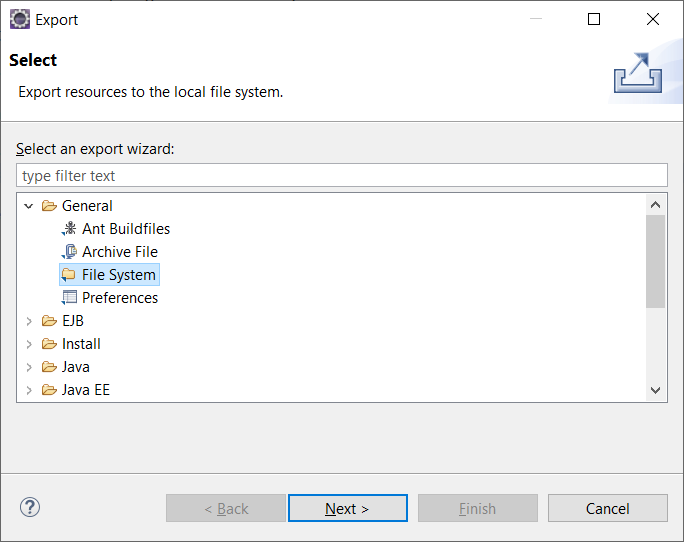 Export
Select
Export resources to the local file system.
Select an export wizard:
type filter text
General
Ant Buildfiles
Archive File
File System
Preferences
EJB
Install
Java
Java EE
? < Back Next > Finish Cancel